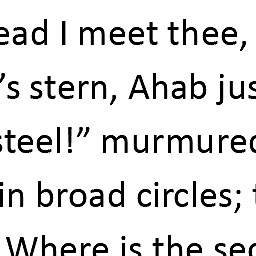 ead I meet thee,
's stern, Ahab jus
steel!” murmured
in broad circles; t
Where is the sec